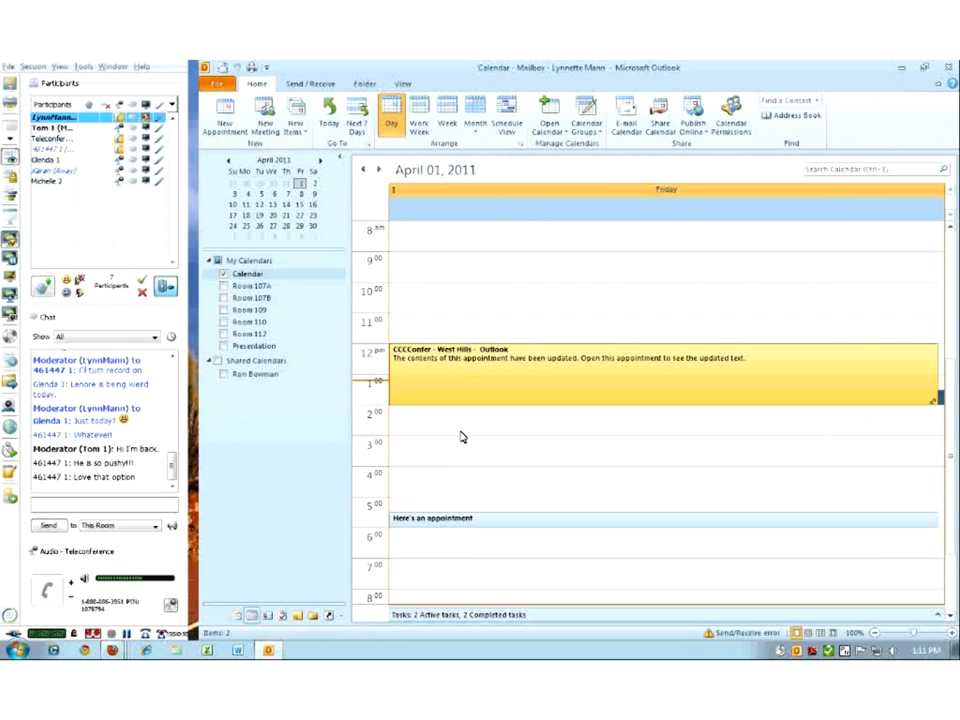 File Session View Tools Window Help
Participants
Participants
LynnMann...
Tom 1 (M...
Teleconfer...
461447 1 (...
Glenda 1
Karan (Away)
Michelle 2
7
Participants
Chat
Show All
Moderator (LynnMann) to
461447 1: I'll turn record on
Glenda 1: Lenore is being weird
today.
Moderator (LynnMann) to
Glenda 1: Just today?
461447 1: Whatever!
Moderator (Tom 1): Hi I'm back.
461447 1: He is so pushy!!!
461447 1: Love that option
Send to This Room
Audio - Teleconference
+
−
1-888-886-3951 PIN:
1078794
Calendar - Mailbox - Lynnette Mann - Microsoft Outlook
File Home Send / Receive Folder View
New Appointment
New Meeting
New Items
New
Today
Next 7 Days
Go To
Day
Work Week
Week
Month
Schedule View
Arrange
Open Calendar
Calendar Groups
Manage Calendars
E-mail Calendar
Share Calendar
Publish Online
Calendar Permissions
Share
Find a Contact
Address Book
Find
April 2011
Su Mo Tu We Th Fr Sa
1 2
3 4 5 6 7 8 9
10 11 12 13 14 15 16
17 18 19 20 21 22 23
24 25 26 27 28 29 30
My Calendars
Calendar
Room 107A
Room 107B
Room 109
Room 110
Room 112
Presentation
Shared Calendars
Ron Bowman
April 01, 2011
Search Calendar (Ctrl+E)
1 Friday
8 am
9 00
10 00
11 00
12 pm
CCCConfer - West Hills - Outlook
The contents of this appointment have been updated. Open this appointment to see the updated text.
1 00
2 00
3 00
4 00
5 00
Here's an appointment
6 00
7 00
8 00
Tasks: 2 Active tasks, 2 Completed tasks
Items: 2
Send/Receive error
100%
1:11 PM